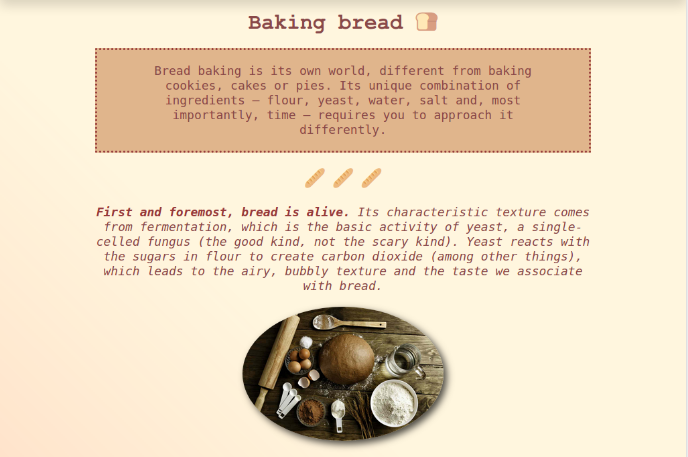 Baking bread 🍞
Bread baking is its own world, different from baking
cookies, cakes or pies. Its unique combination of
ingredients — flour, yeast, water, salt and, most
importantly, time — requires you to approach it
differently.
🥖 🥖 🥖
First and foremost, bread is alive. Its characteristic texture comes
from fermentation, which is the basic activity of yeast, a single-
celled fungus (the good kind, not the scary kind). Yeast reacts with
the sugars in flour to create carbon dioxide (among other things),
which leads to the airy, bubbly texture and the taste we associate
with bread.